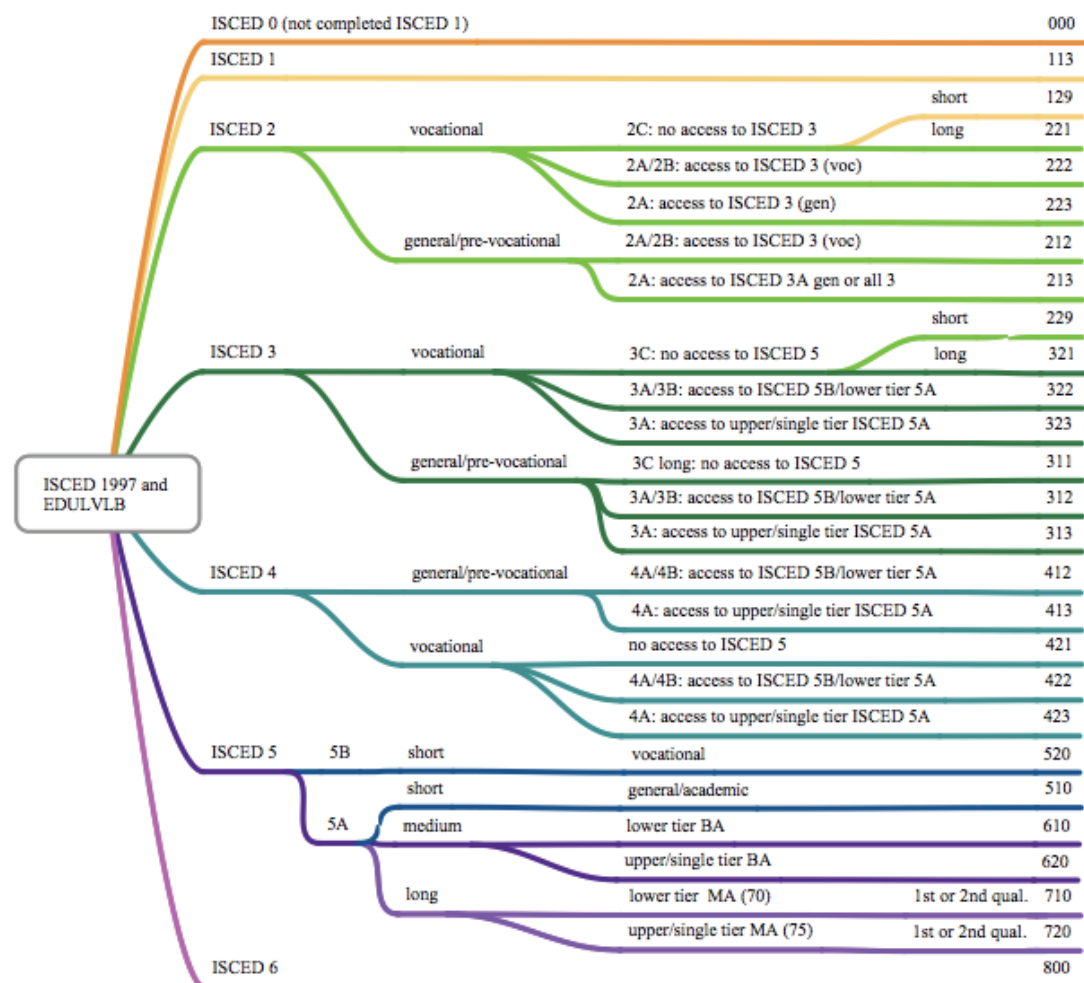 ISCED 0 (not completed ISCED 1) 000
ISCED 1 113
short 129
ISCED 2 vocational 2C: no access to ISCED 3 long 221
2A/2B: access to ISCED 3 (voc) 222
2A: access to ISCED 3 (gen) 223
general/pre-vocational 2A/2B: access to ISCED 3 (voc) 212
2A: access to ISCED 3A gen or all 3 213
short 229
ISCED 3 vocational 3C: no access to ISCED 5 long 321
3A/3B: access to ISCED 5B/lower tier 5A 322
3A: access to upper/single tier ISCED 5A 323
general/pre-vocational 3C long: no access to ISCED 5 311
ISCED 1997 and
EDULVLB
3A/3B: access to ISCED 5B/lower tier 5A 312
3A: access to upper/single tier ISCED 5A 313
ISCED 4 general/pre-vocational 4A/4B: access to ISCED 5B/lower tier 5A 412
4A: access to upper/single tier ISCED 5A 413
vocational no access to ISCED 5 421
4A/4B: access to ISCED 5B/lower tier 5A 422
4A: access to upper/single tier ISCED 5A 423
ISCED 5 5B short vocational 520
short general/academic 510
5A medium lower tier BA 610
upper/single tier BA 620
long lower tier MA (70) 1st or 2nd qual. 710
upper/single tier MA (75) 1st or 2nd qual. 720
ISCED 6 800